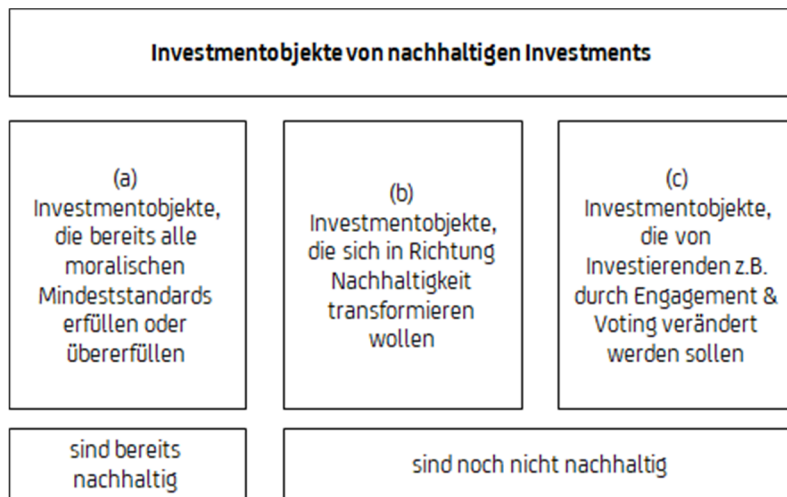 Investmentobjekte von nachhaltigen Investments
(a)
Investmentobjekte,
die bereits alle
moralischen
Mindeststandards
erfüllen oder
übererfüllen
(b)
Investmentobjekte,
die sich in Richtung
Nachhaltigkeit
transformieren
wollen
(c)
Investmentobjekte,
die von
Investierenden z.B.
durch Engagement &
Voting verändert
werden sollen
sind bereits
nachhaltig
sind noch nicht nachhaltig